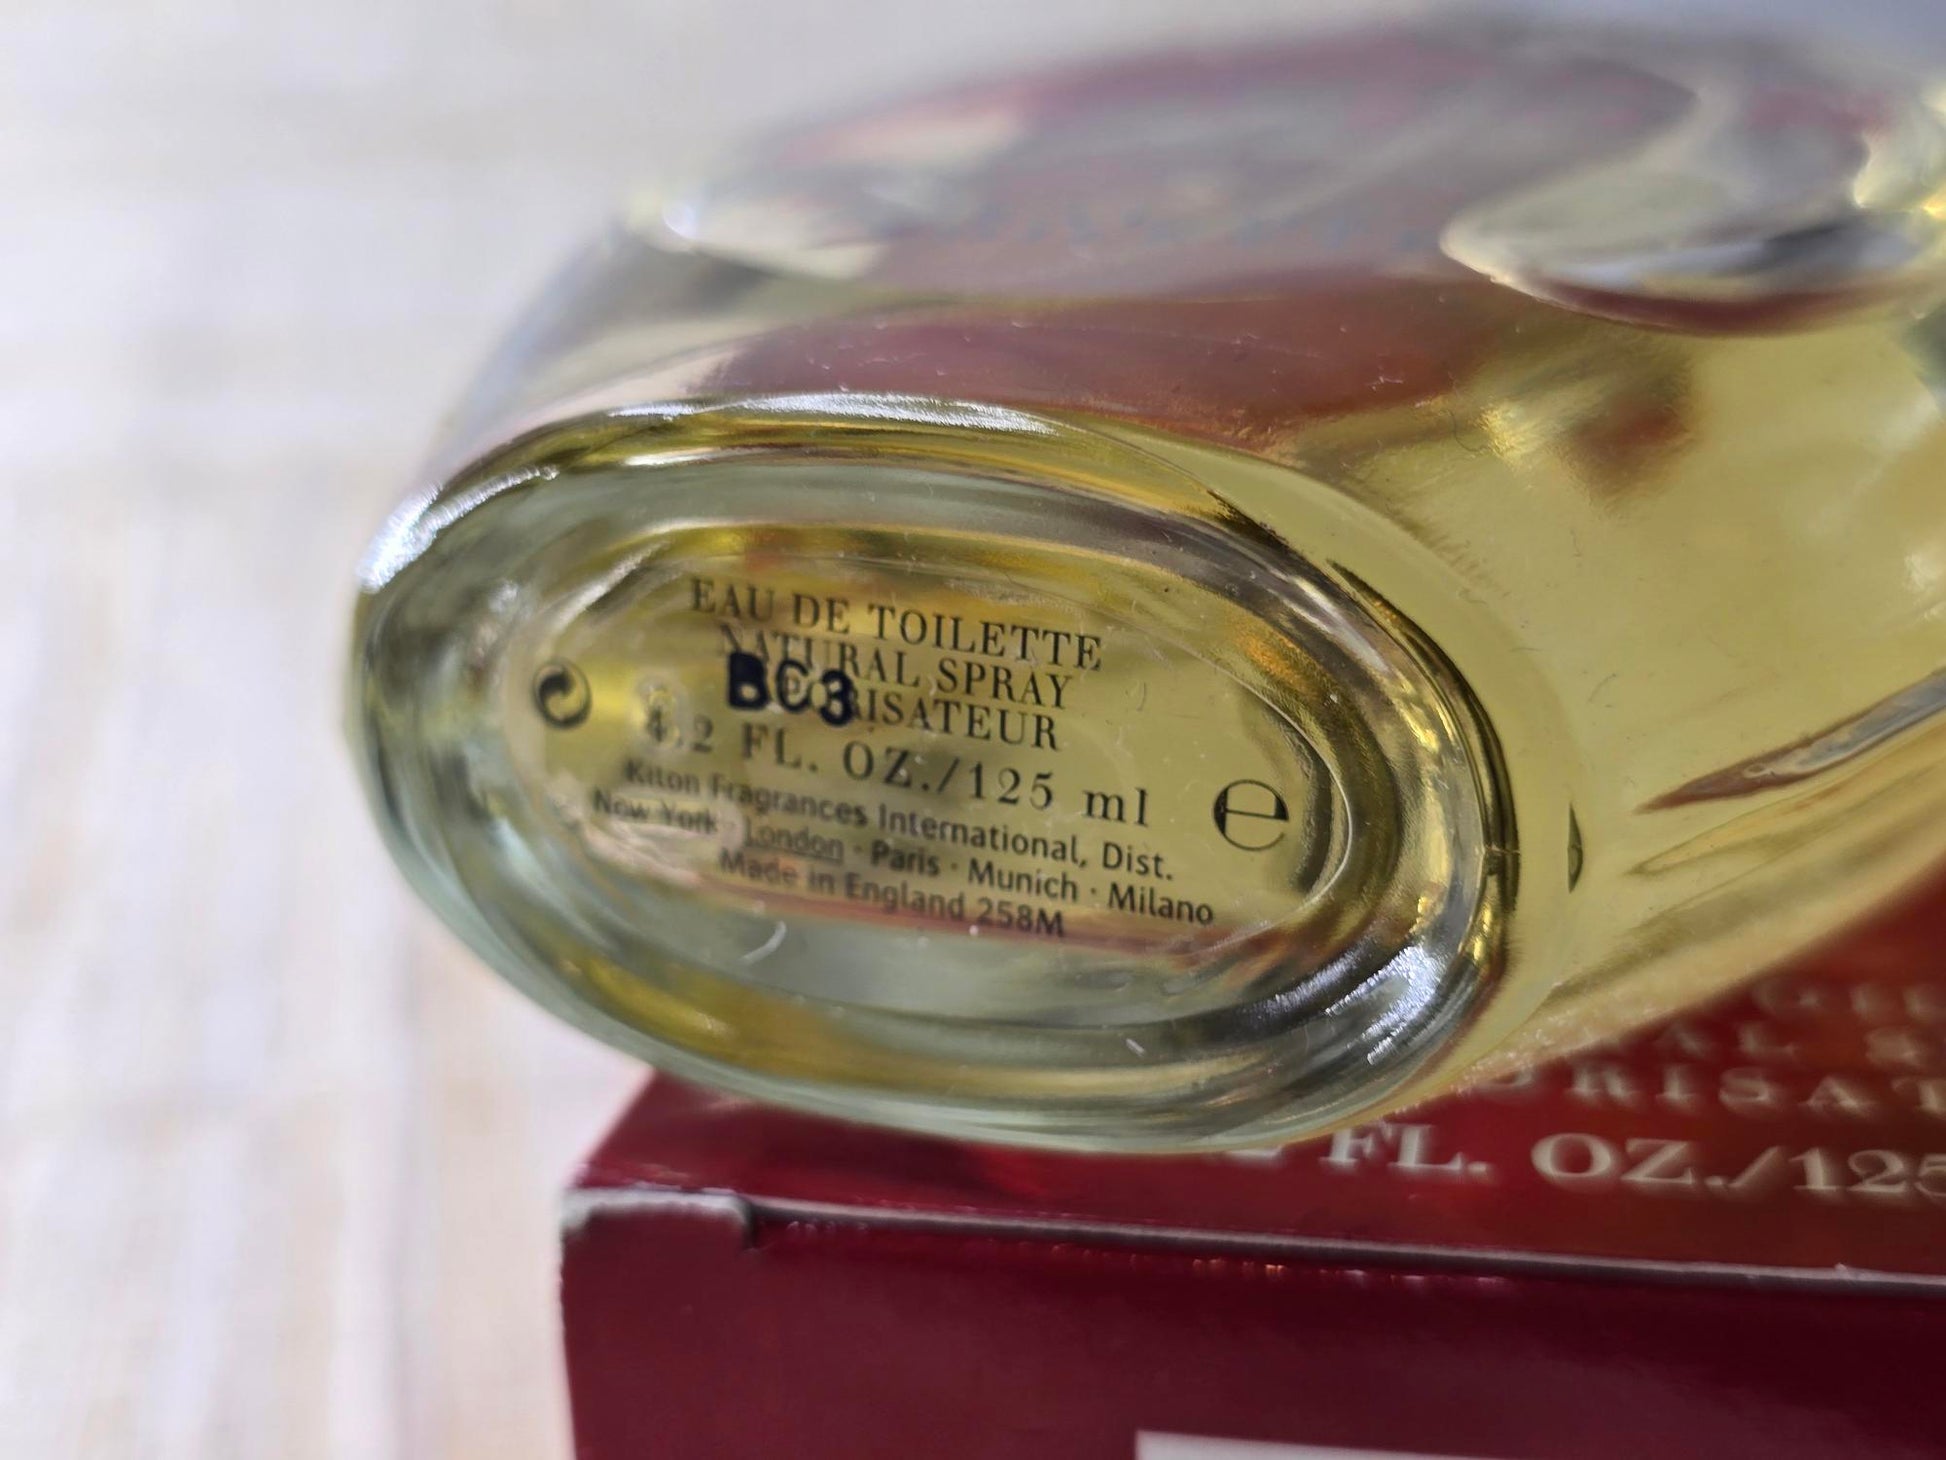 EAU DE TOILETTE
NATURAL SPRAY
BC3
4.2 FL. OZ./125 ml e
Kiton Fragrances International, Dist.
New York · London · Paris · Munich · Milano
Made in England 258M
FL. OZ./125